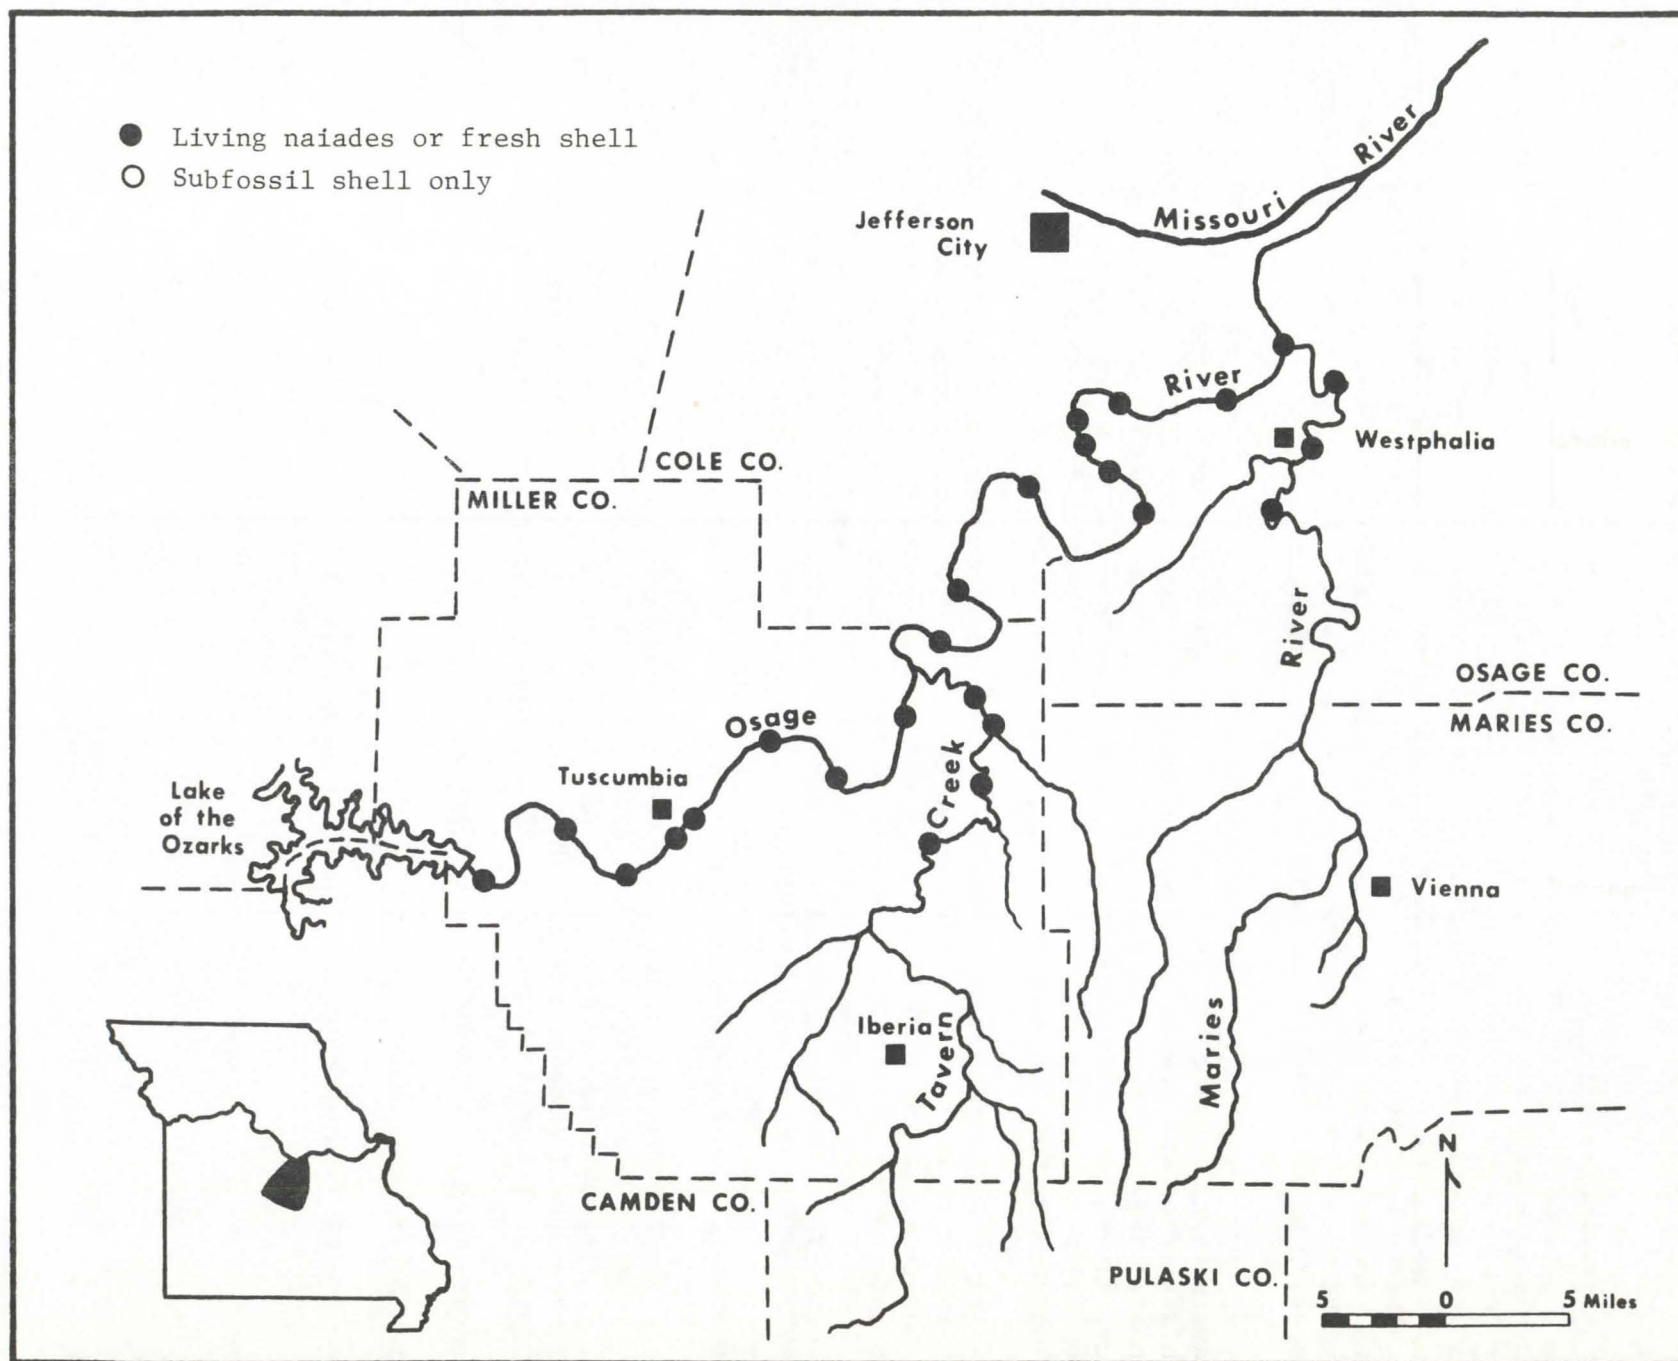 Living naiades or fresh shell
Subfossil shell only
Jefferson
City
Missouri
River
River
Westphalia
COLE CO.
MILLER CO.
River
OSAGE CO.
MARIES CO.
Osage
Tuscumbia
Lake
of the
Ozarks
Creek
Vienna
Iberia
Tavern
Maries
N
CAMDEN CO.
PULASKI CO.
5 0 5 Miles